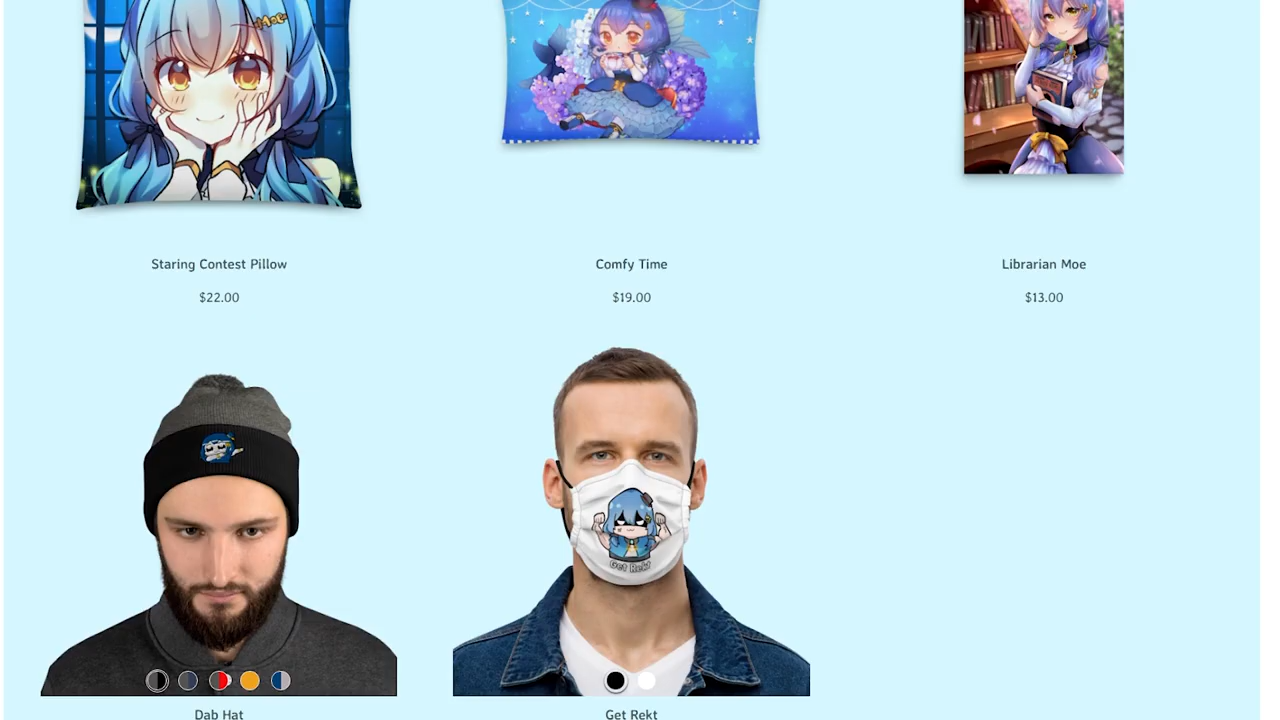 Staring Contest Pillow
Comfy Time
Librarian Moe
$22.00
$19.00
$13.00
Get Rekt
Dab Hat
Get Rekt